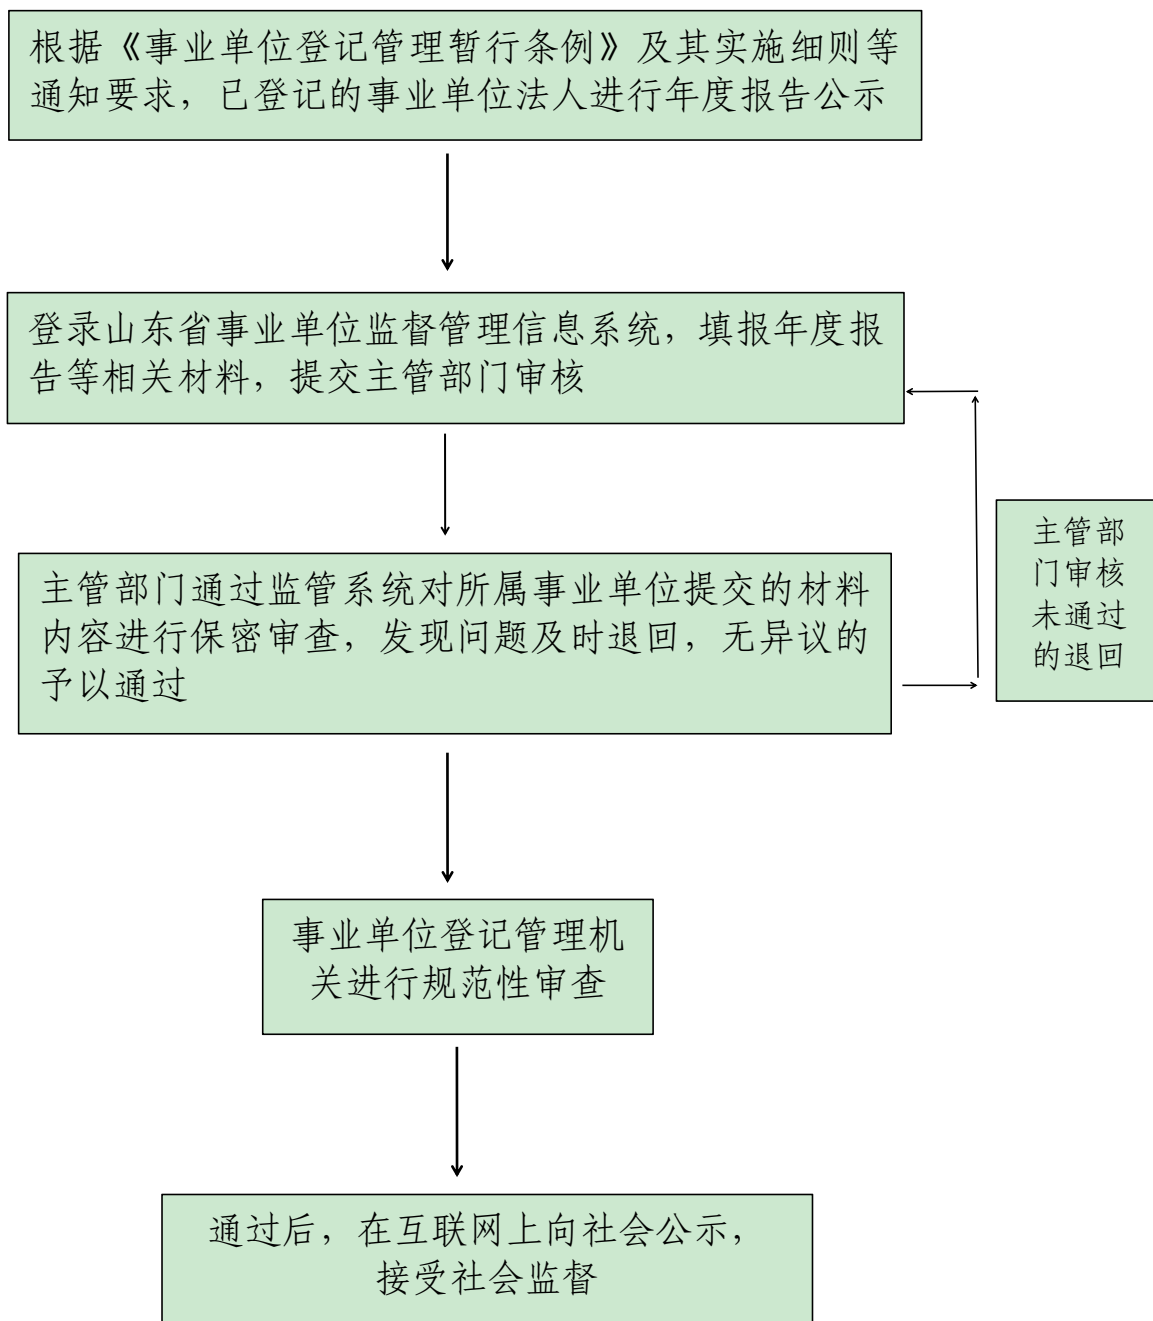 根据《事业单位登记管理暂行条例》及其实施细则等
通知要求，已登记的事业单位法人进行年度报告公示
登录山东省事业单位监督管理信息系统，填报年度报
告等相关材料，提交主管部门审核
主管部
门审核
未通过
的退回
主管部门通过监管系统对所属事业单位提交的材料
内容进行保密审查，发现问题及时退回，无异议的
予以通过
事业单位登记管理机
关进行规范性审查
通过后，在互联网上向社会公示，
接受社会监督